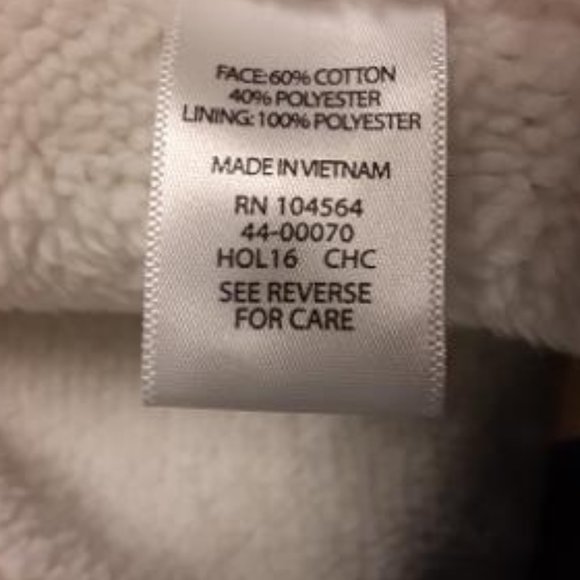 FACE:60% COTTON
40% POLYESTER
LINING: 100% POLYESTER
MADE IN VIETNAM
RN 104564
44-00070
HOL16 CHC
SEE REVERSE
FOR CARE